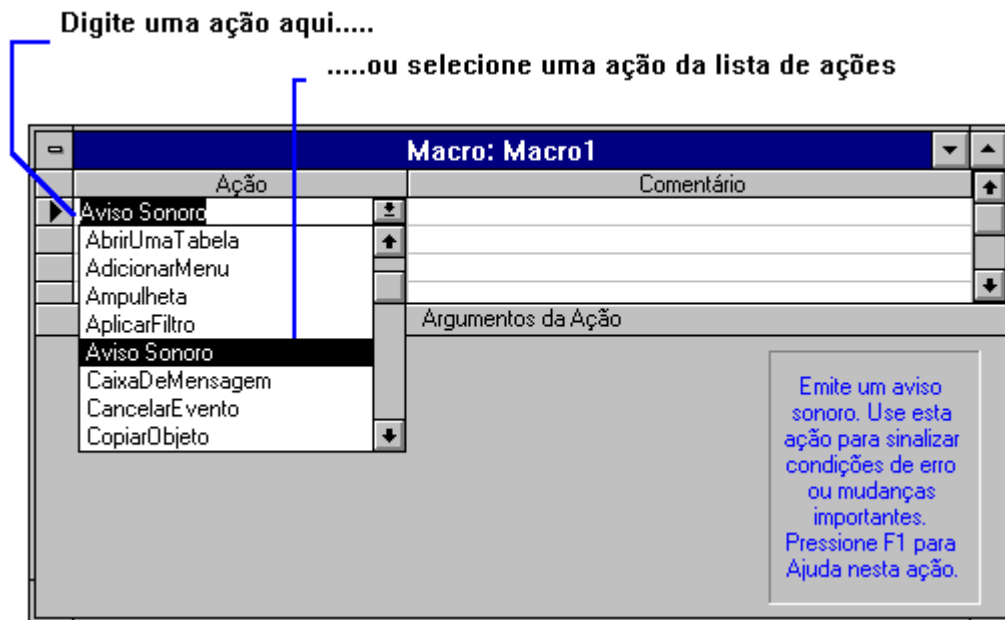 Digite uma ação aqui.....
.....ou selecione uma ação da lista de ações
Macro: Macro1
Ação Comentário
Aviso Sonoro
AbrirUmaTabela
AdicionarMenu
Ampulheta
AplicarFiltro
Argumentos da Ação
Aviso Sonoro
CaixaDeMensagem
CancelarEvento
CopiarObjeto
Emite um aviso
sonoro. Use esta
ação para sinalizar
condições de erro
ou mudanças
importantes.
Pressione F1 para
Ajuda nesta ação.